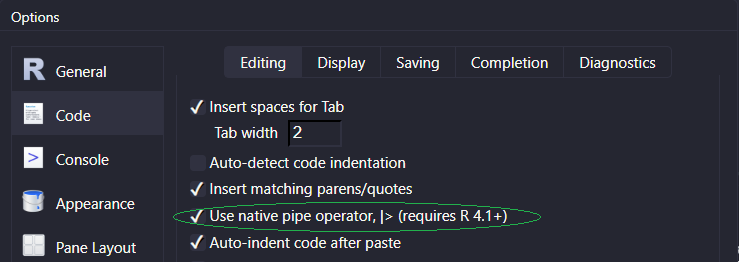 Options
General
Code
Console
Appearance
Pane Layout
Editing Display Saving Completion Diagnostics
Insert spaces for Tab
Tab width 2
Auto-detect code indentation
Insert matching parens/quotes
Use native pipe operator, |> (requires R 4.1+)
Auto-indent code after paste